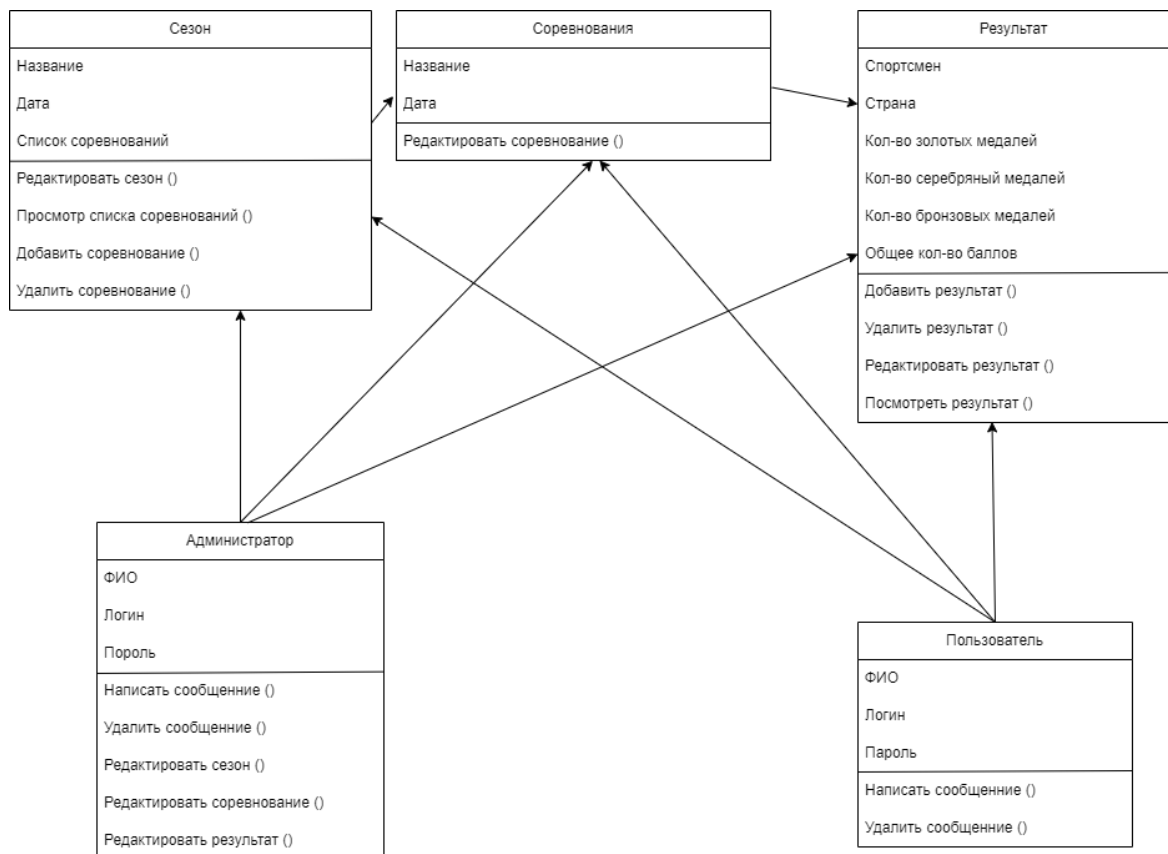 Сезон
Название
Дата
Список соревнований
Редактировать сезон ()
Просмотр списка соревнований ()
Добавить соревнование ()
Удалить соревнование ()
Соревнования
Название
Дата
Редактировать соревнование ()
Результат
Спортсмен
Страна
Кол-во золотых медалей
Кол-во серебряный медалей
Кол-во бронзовых медалей
Общее кол-во баллов
Добавить результат ()
Удалить результат ()
Редактировать результат ()
Посмотреть результат ()
Администратор
ФИО
Логин
Пороль
Написать сообщенние ()
Удалить сообщенние ()
Редактировать сезон ()
Редактировать соревнование ()
Редактировать результат ()
Пользователь
ФИО
Логин
Пароль
Написать сообщенние ()
Удалить сообщенние ()